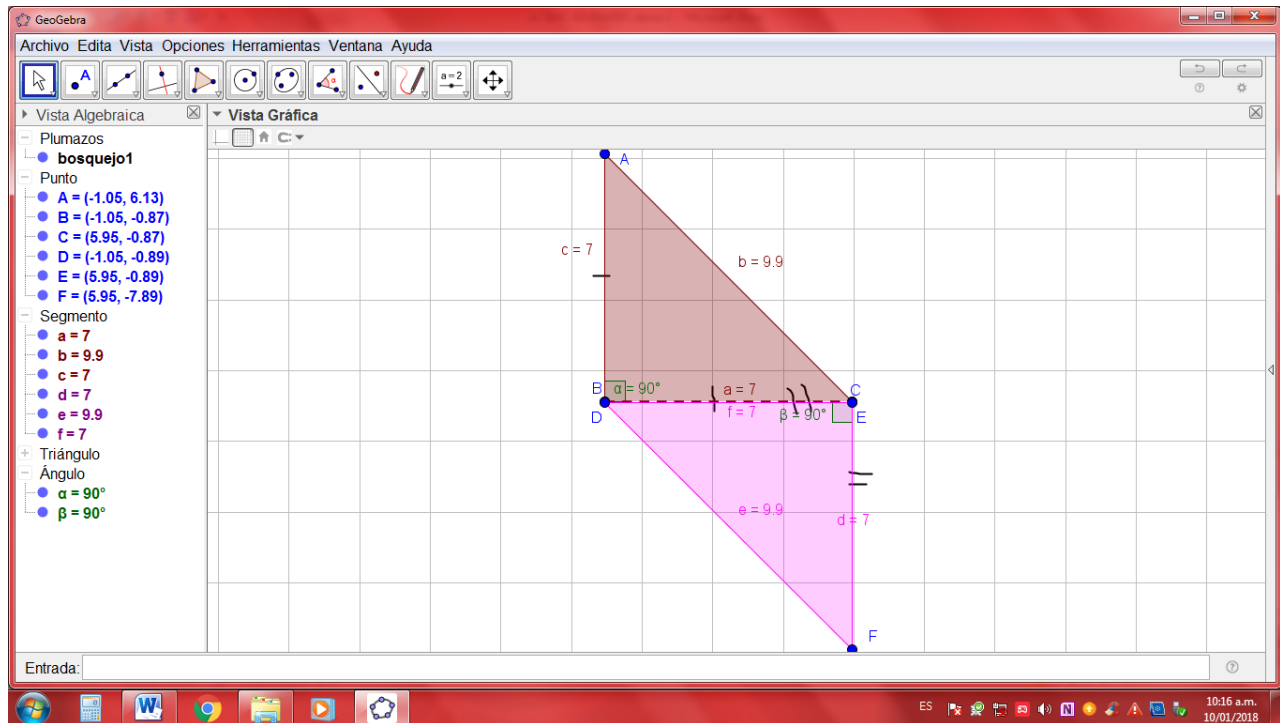 GeoGebra
Archivo Edita Vista Opciones Herramientas Ventana Ayuda
A
α
a=2
Vista Algebraica
Vista Gráfica
Plumazos
bosquejo1
Punto
A = (-1.05, 6.13)
B = (-1.05, -0.87)
C = (5.95, -0.87)
D = (-1.05, -0.89)
E = (5.95, -0.89)
F = (5.95, -7.89)
Segmento
a = 7
b = 9.9
c = 7
d = 7
e = 9.9
f = 7
Triángulo
Ángulo
α = 90°
β = 90°
A
c = 7
b = 9.9
B
α = 90°
a = 7
C
D
f = 7
β = 90°
E
e = 9.9
d = 7
F
Entrada:
W
ES
N
10:16 a.m.
10/01/2018